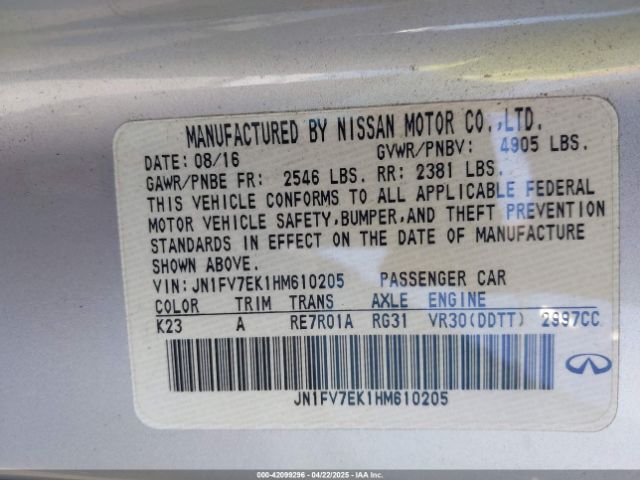 MANUFACTURED BY NISSAN MOTOR CO.,LTD.
DATE: 08/16 GVWR/PNBV: 4905 LBS.
GAWR/PNBE FR: 2546 LBS. RR: 2381 LBS.
THIS VEHICLE CONFORMS TO ALL APPLICABLE FEDERAL
MOTOR VEHICLE SAFETY,BUMPER,AND THEFT PREVENTION
STANDARDS IN EFFECT ON THE DATE OF MANUFACTURE
SHOWN ABOVE.
VIN: JN1FV7EK1HM610205 PASSENGER CAR
COLOR TRIM TRANS AXLE ENGINE
K23 A RE7R01A RG31 VR30(DDTT) 2997CC
JN1FV7EK1HM610205
000-42099296 - 04/22/2025 - IAA Inc. - Copart